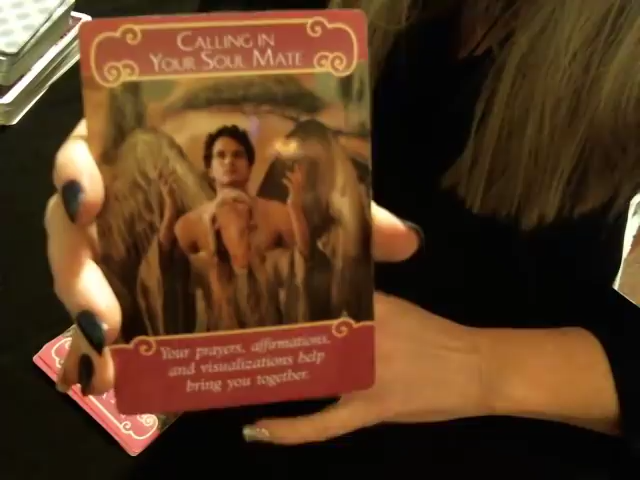 Calling in
Your Soul Mate
Your prayers, affirmations,
and visualizations help
bring you together.